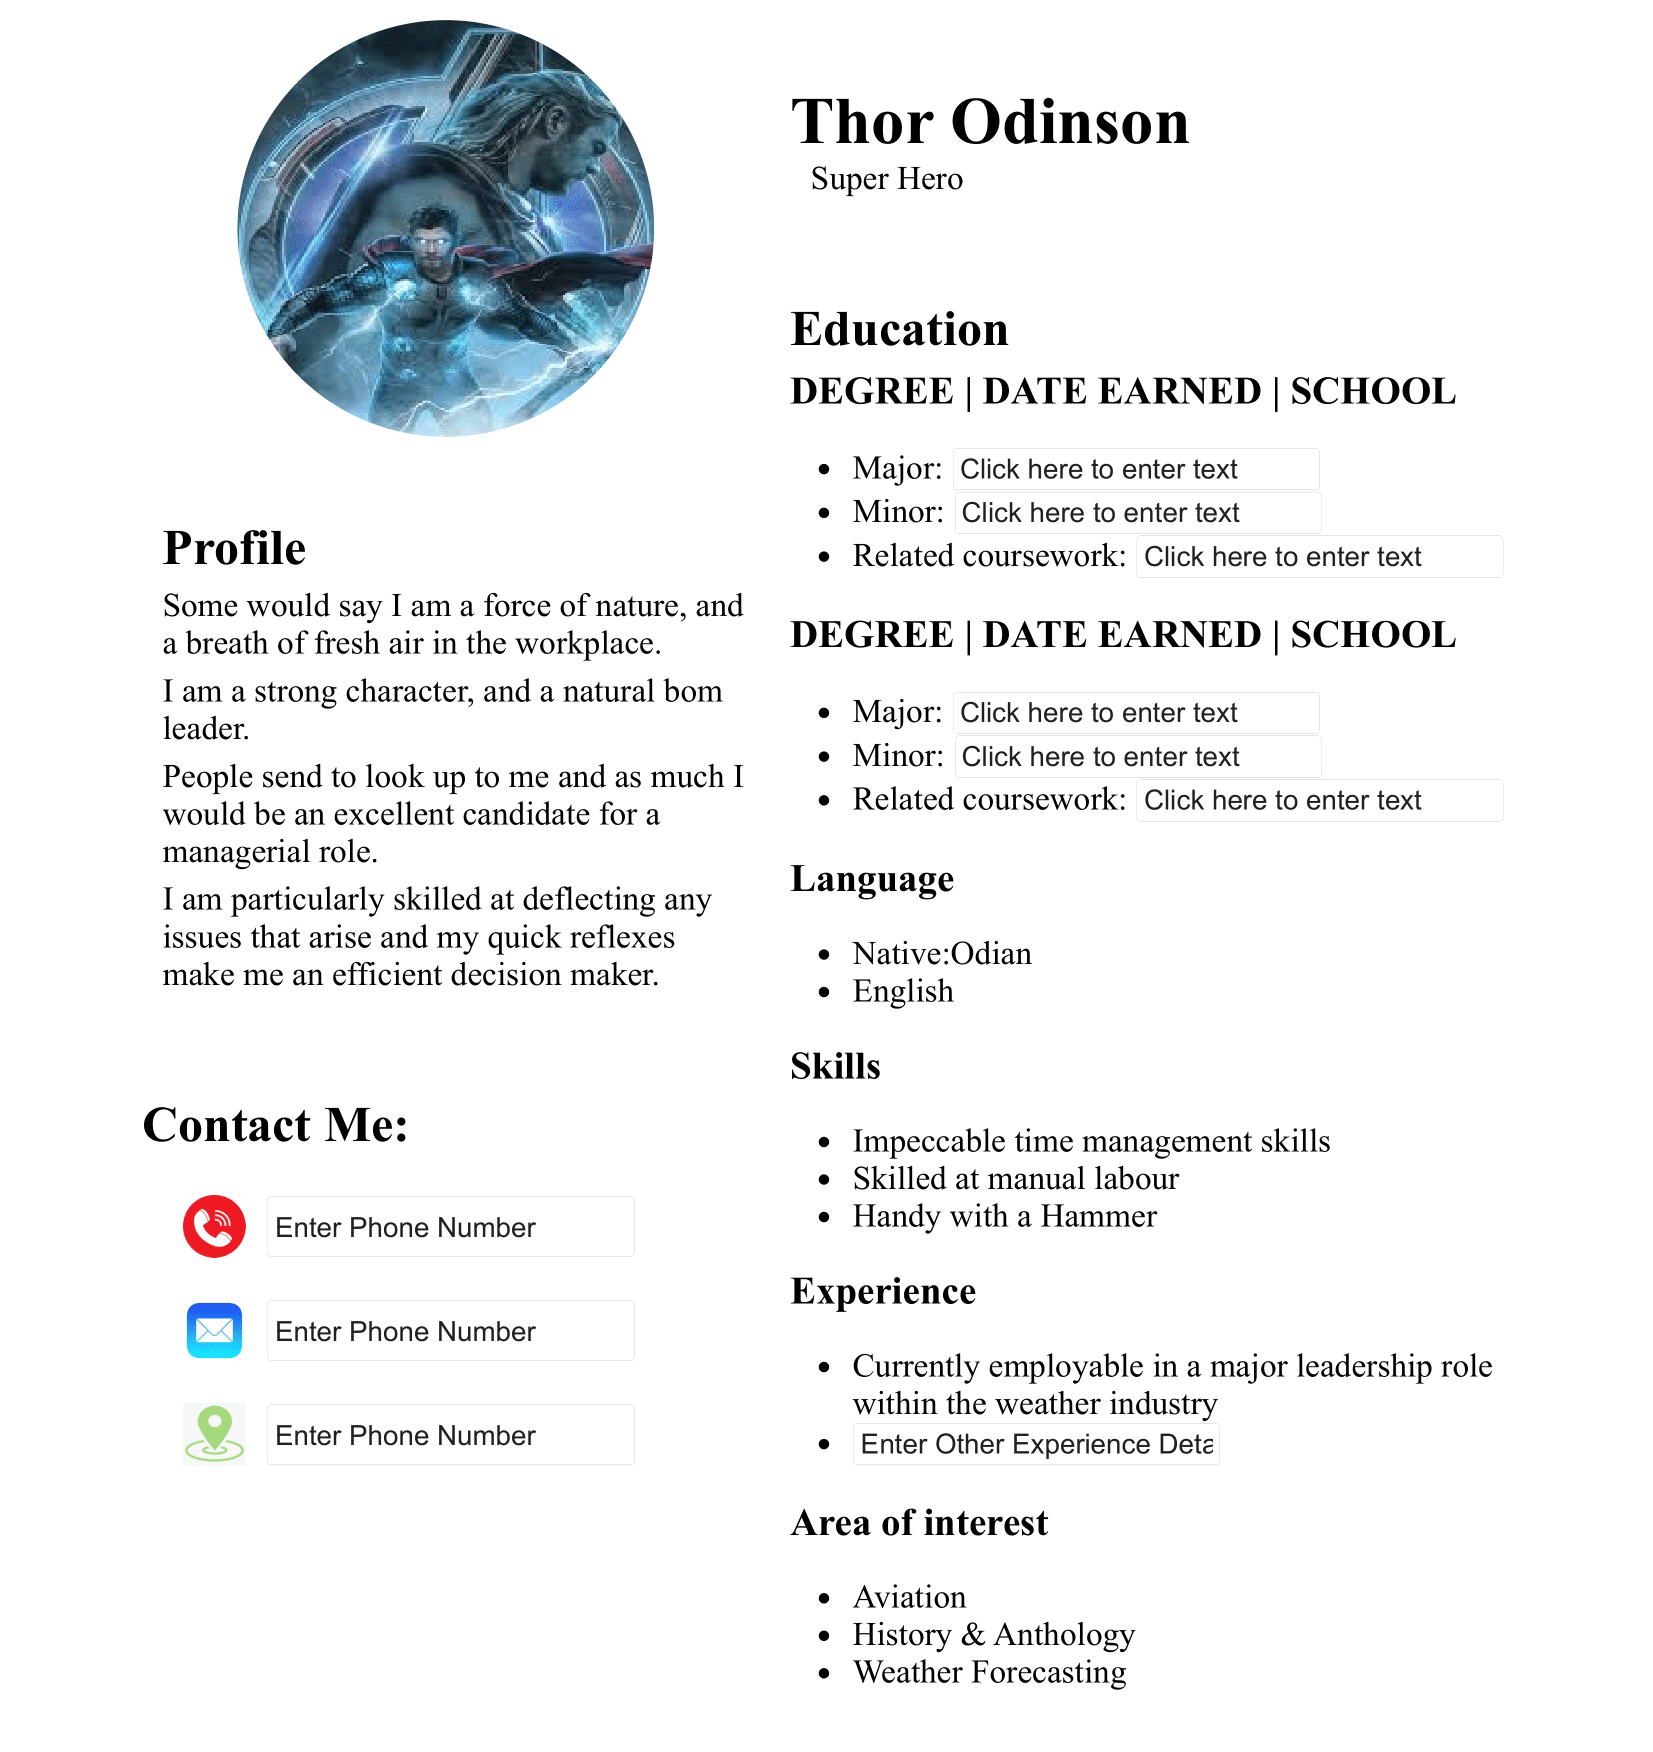 Thor Odinson
Super Hero
Profile
Some would say I am a force of nature, and
a breath of fresh air in the workplace.
I am a strong character, and a natural bom
leader.
People send to look up to me and as much I
would be an excellent candidate for a
managerial role.
I am particularly skilled at deflecting any
issues that arise and my quick reflexes
make me an efficient decision maker.
Contact Me:
Enter Phone Number
Enter Phone Number
Enter Phone Number
Education
DEGREE | DATE EARNED | SCHOOL
Major: Click here to enter text
Minor: Click here to enter text
Related coursework: Click here to enter text
DEGREE | DATE EARNED | SCHOOL
Major: Click here to enter text
Minor: Click here to enter text
Related coursework: Click here to enter text
Language
Native:Odian
English
Skills
Impeccable time management skills
Skilled at manual labour
Handy with a Hammer
Experience
Currently employable in a major leadership role
within the weather industry
Enter Other Experience Deta
Area of interest
Aviation
History & Anthology
Weather Forecasting